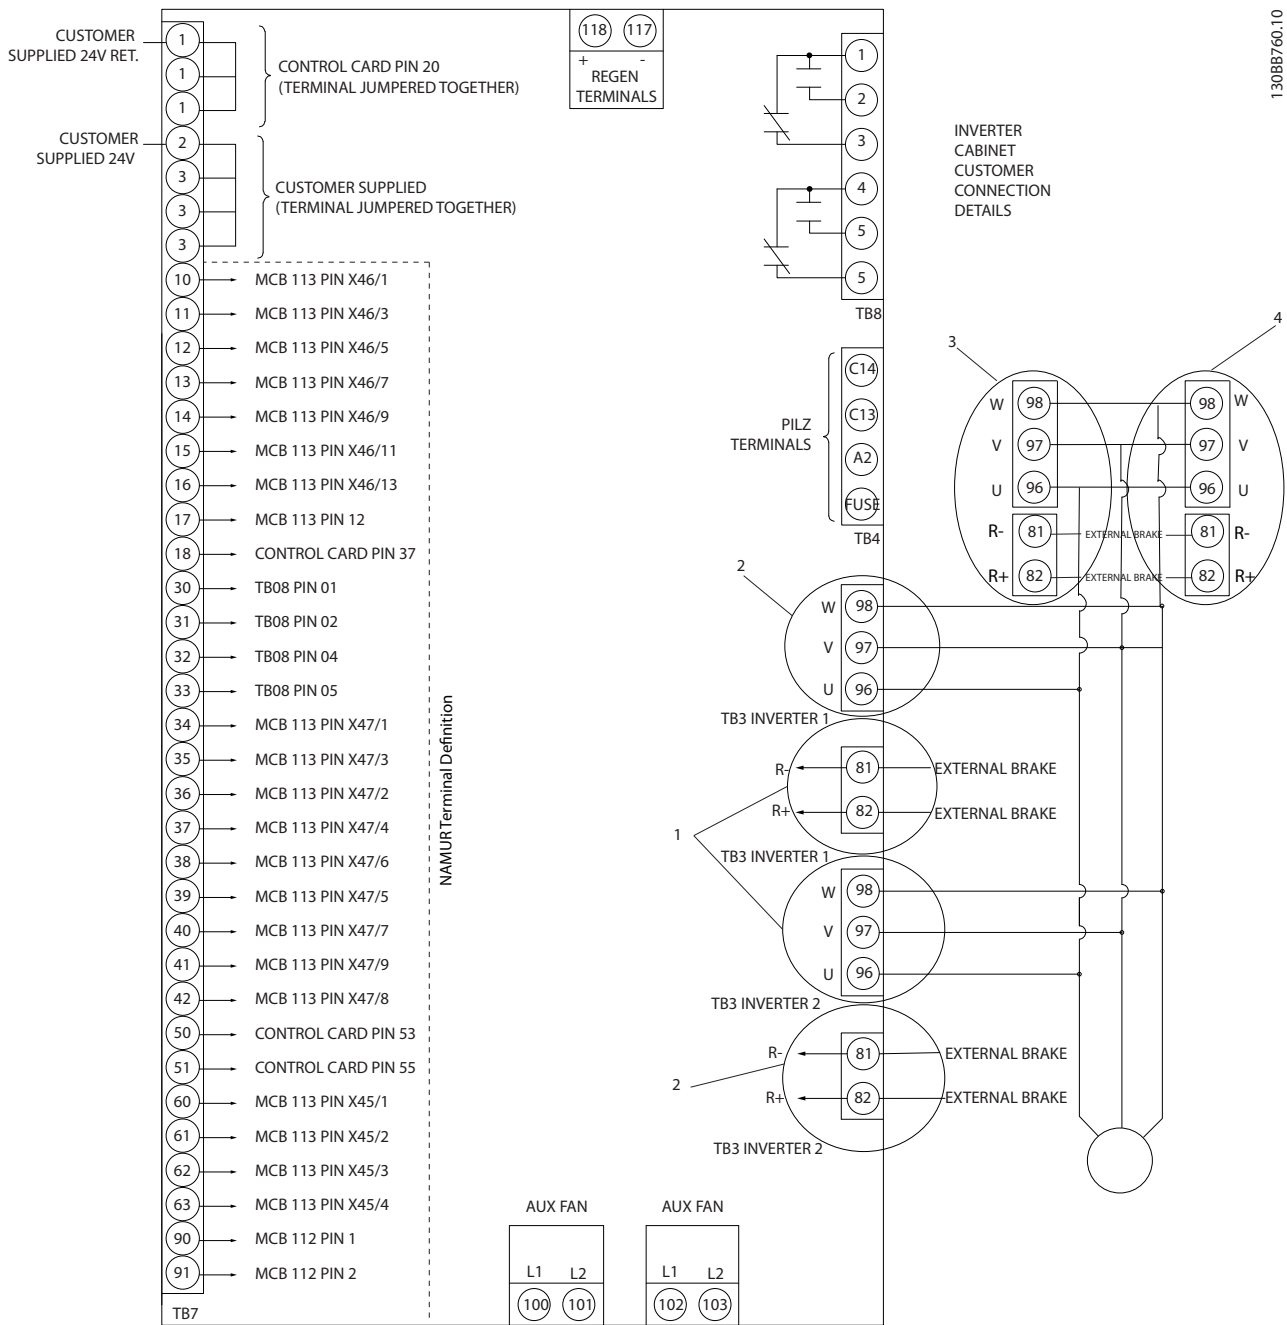 130BB760.10
CUSTOMER
SUPPLIED 24V RET.
1
1
1
CONTROL CARD PIN 20
(TERMINAL JUMPERED TOGETHER)
CUSTOMER
SUPPLIED 24V
2
3
3
3
CUSTOMER SUPPLIED
(TERMINAL JUMPERED TOGETHER)
10 MCB 113 PIN X46/1
11 MCB 113 PIN X46/3
12 MCB 113 PIN X46/5
13 MCB 113 PIN X46/7
14 MCB 113 PIN X46/9
15 MCB 113 PIN X46/11
16 MCB 113 PIN X46/13
17 MCB 113 PIN 12
18 CONTROL CARD PIN 37
30 TB08 PIN 01
31 TB08 PIN 02
32 TB08 PIN 04
33 TB08 PIN 05
34 MCB 113 PIN X47/1
35 MCB 113 PIN X47/3
36 MCB 113 PIN X47/2
37 MCB 113 PIN X47/4
38 MCB 113 PIN X47/6
39 MCB 113 PIN X47/5
40 MCB 113 PIN X47/7
41 MCB 113 PIN X47/9
42 MCB 113 PIN X47/8
50 CONTROL CARD PIN 53
51 CONTROL CARD PIN 55
60 MCB 113 PIN X45/1
61 MCB 113 PIN X45/2
62 MCB 113 PIN X45/3
63 MCB 113 PIN X45/4
90 MCB 112 PIN 1
91 MCB 112 PIN 2
TB7
NAMUR Terminal Definition
118 117
+ -
REGEN
TERMINALS
1
2
3
4
5
5
TB8
INVERTER
CABINET
CUSTOMER
CONNECTION
DETAILS
PILZ
TERMINALS
C14
C13
A2
FUSE
TB4
3
4
W 98 98 W
V 97 97 V
U 96 96 U
R- 81 EXTERNAL BRAKE 81 R-
R+ 82 EXTERNAL BRAKE 82 R+
2
W 98
V 97
U 96
TB3 INVERTER 1
R- 81 EXTERNAL BRAKE
R+ 82 EXTERNAL BRAKE
1
TB3 INVERTER 1
W 98
V 97
U 96
TB3 INVERTER 2
R- 81 EXTERNAL BRAKE
2
R+ 82 EXTERNAL BRAKE
TB3 INVERTER 2
AUX FAN
L1 L2
100 101
AUX FAN
L1 L2
102 103